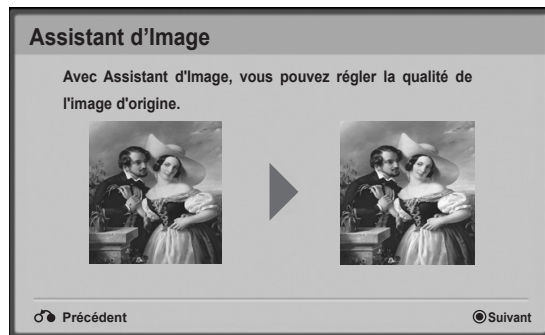 Assistant d’Image
Avec Assistant d'Image, vous pouvez régler la qualité de
l'image d'origine.
Précédent
Suivant